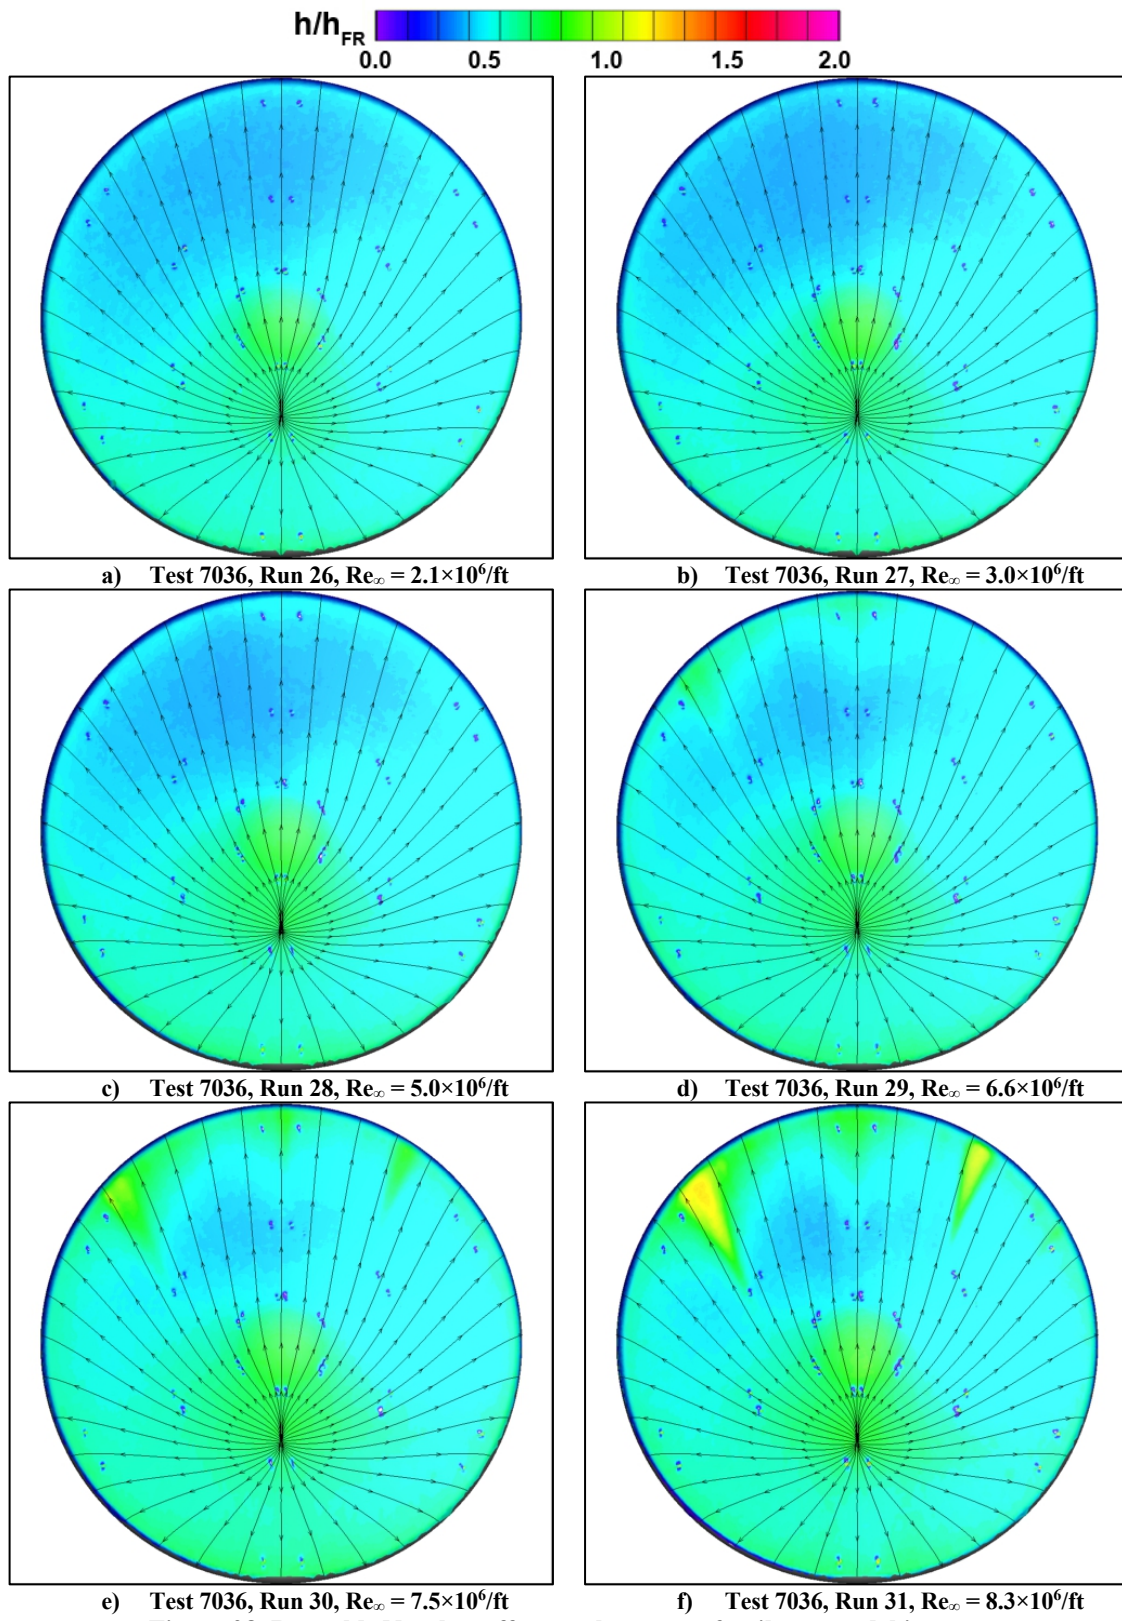 h/hFR
0.0 0.5 1.0 1.5 2.0
a) Test 7036, Run 26, Re∞ = 2.1×10⁶/ft
b) Test 7036, Run 27, Re∞ = 3.0×10⁶/ft
c) Test 7036, Run 28, Re∞ = 5.0×10⁶/ft
d) Test 7036, Run 29, Re∞ = 6.6×10⁶/ft
e) Test 7036, Run 30, Re∞ = 7.5×10⁶/ft
f) Test 7036, Run 31, Re∞ = 8.3×10⁶/ft